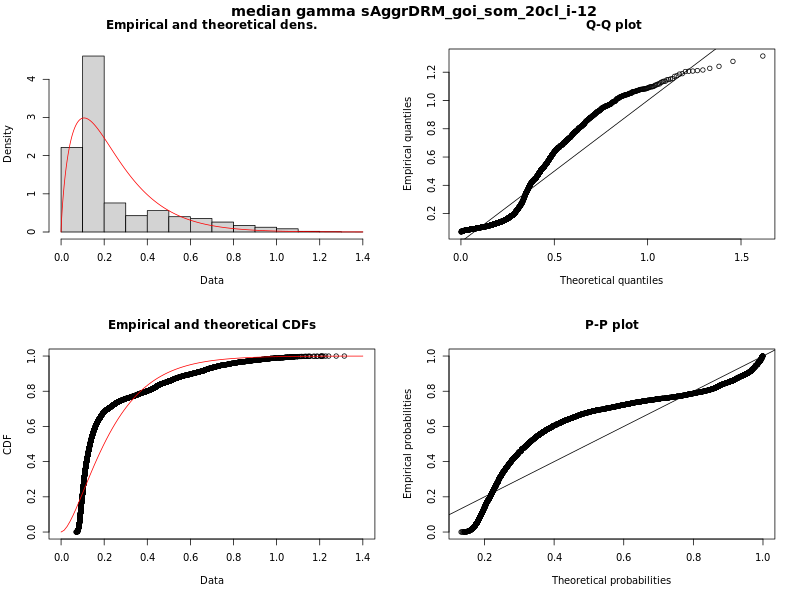 median gamma sAggrDRM_goi_som_20cl_i-12
Empirical and theoretical dens.
Density
0 1 2 3 4
0.0 0.2 0.4 0.6 0.8 1.0 1.2 1.4
Data
Q-Q plot
Empirical quantiles
0.2 0.4 0.6 0.8 1.0 1.2
0.0 0.5 1.0 1.5
Theoretical quantiles
Empirical and theoretical CDFs
CDF
0.0 0.2 0.4 0.6 0.8 1.0
0.0 0.2 0.4 0.6 0.8 1.0 1.2 1.4
Data
P-P plot
Empirical probabilities
0.0 0.2 0.4 0.6 0.8 1.0
0.2 0.4 0.6 0.8 1.0
Theoretical probabilities